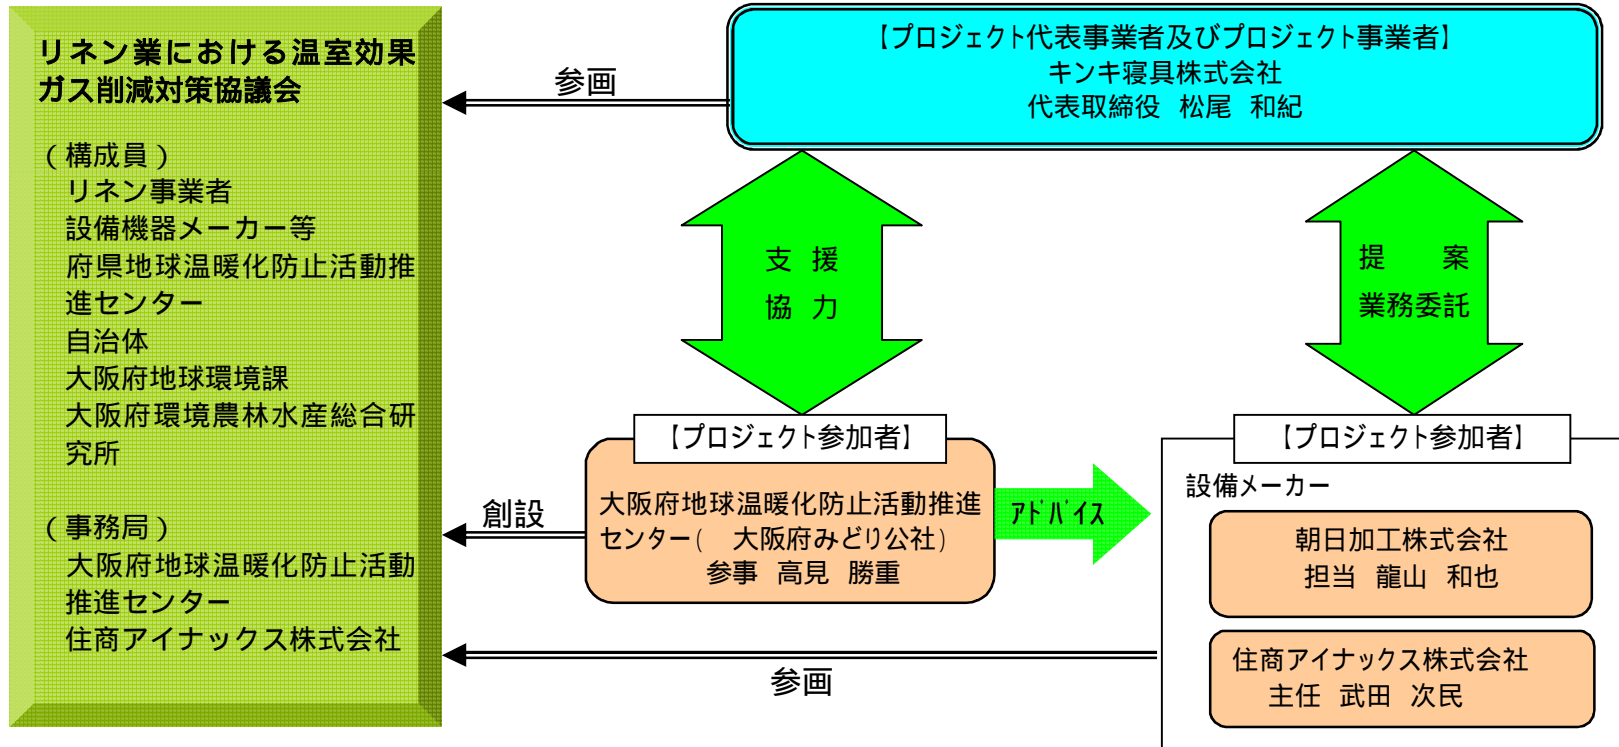 リネン業における温室効果
ガス削減対策協議会
(構成員)
リネン事業者
設備機器メーカー等
府県地球温暖化防止活動推
進センター
自治体
大阪府地球環境課
大阪府環境農林水産総合研
究所
(事務局)
大阪府地球温暖化防止活動
推進センター
住商アイナックス株式会社
参画
【プロジェクト代表事業者及びプロジェクト事業者】
キンキ寝具株式会社
代表取締役 松尾 和紀
支 援
協 力
提 案
業務委託
【プロジェクト参加者】
大阪府地球温暖化防止活動推進
センター( 大阪府みどり公社)
参事 高見 勝重
創設
アドバイス
【プロジェクト参加者】
設備メーカー
朝日加工株式会社
担当 龍山 和也
住商アイナックス株式会社
主任 武田 次民
参画